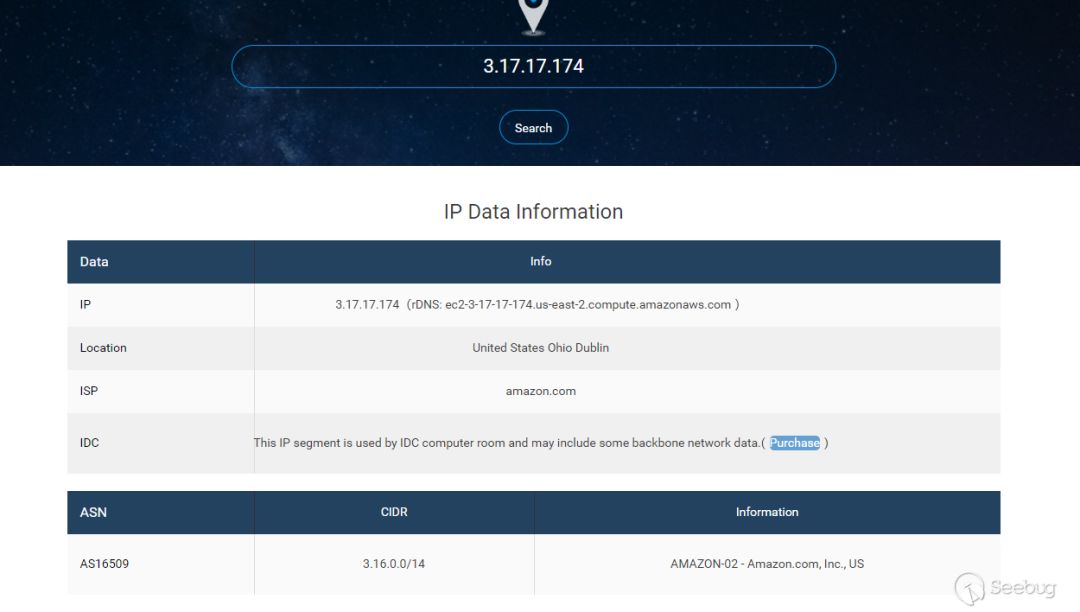 3.17.17.174
Search
IP Data Information
Data Info
IP 3.17.17.174（rDNS: ec2-3-17-17-174.us-east-2.compute.amazonaws.com ）
Location United States Ohio Dublin
ISP amazon.com
IDC This IP segment is used by IDC computer room and may include some backbone network data.( Purchase )
ASN CIDR Information
AS16509 3.16.0.0/14 AMAZON-02 - Amazon.com, Inc., US
Seebug